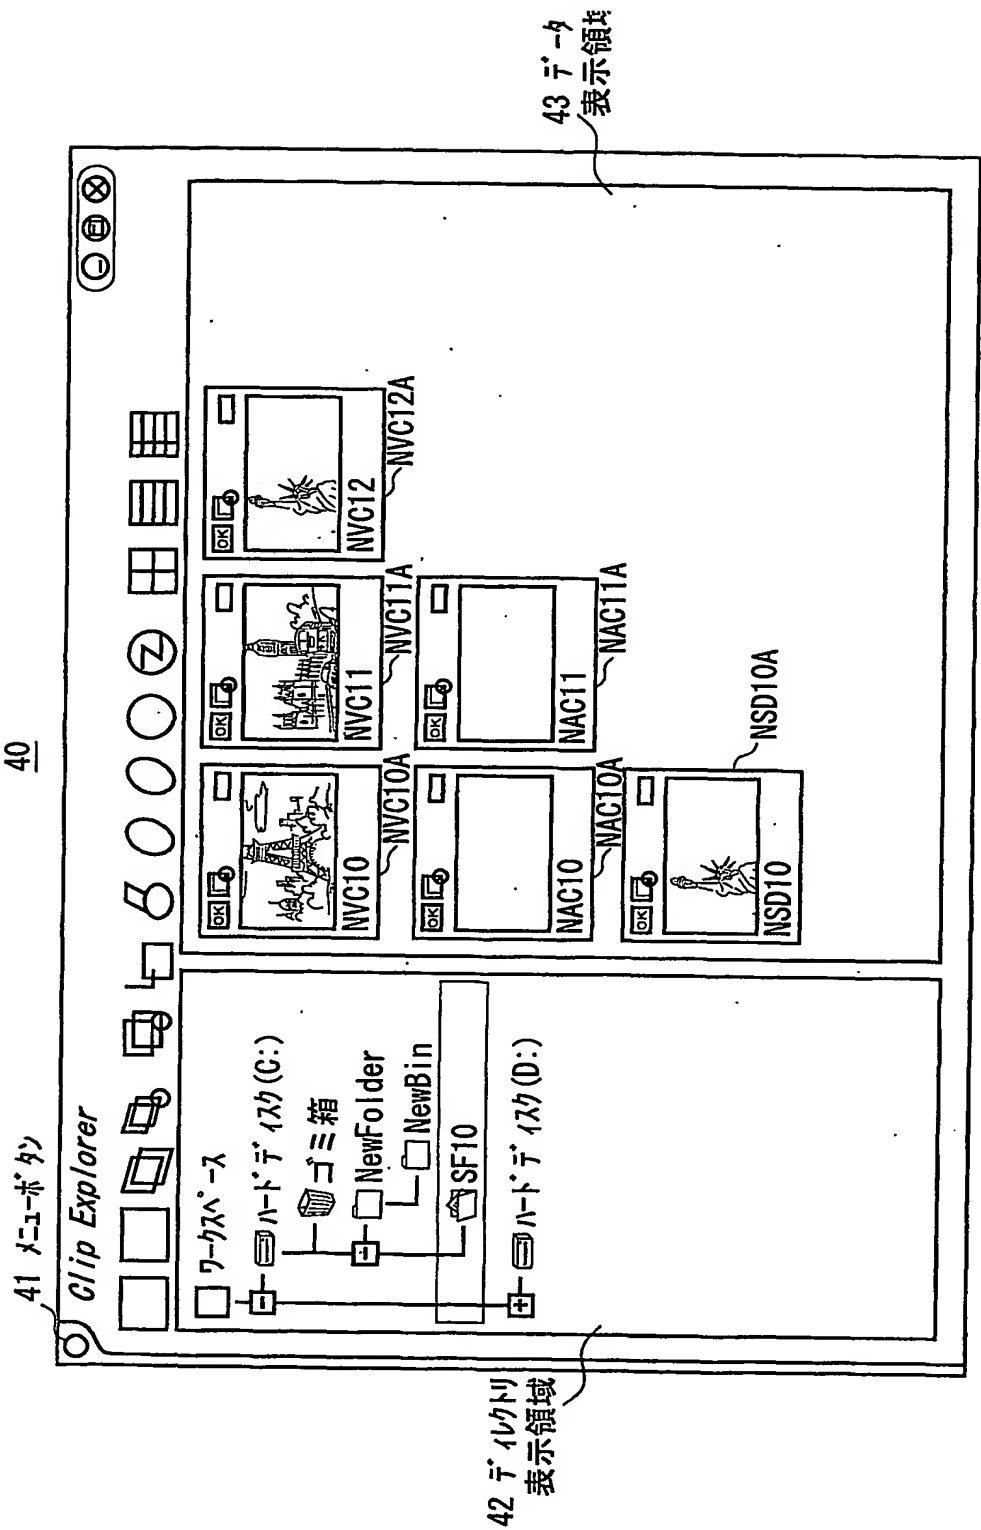 40
41 メニューボタン
Clip Explorer
ワークスペース
ハードディスク(C:)
ゴミ箱
NewFolder
NewBin
SF10
ハードディスク(D:)
42 ディレクトリ
表示領域
OK
NVC10
NVC10A
OK
NVC11
NVC11A
OK
NVC12
NVC12A
OK
NAC10
NAC10A
OK
NAC11
NAC11A
OK
NSD10
NSD10A
Z
43 データ
表示領域